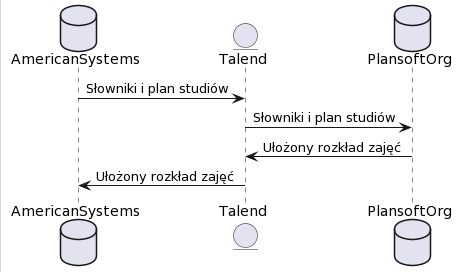 AmericanSystems Talend PlansoftOrg
Słowniki i plan studiów
Słowniki i plan studiów
Ułożony rozkład zajęć
Ułożony rozkład zajęć
AmericanSystems Talend PlansoftOrg